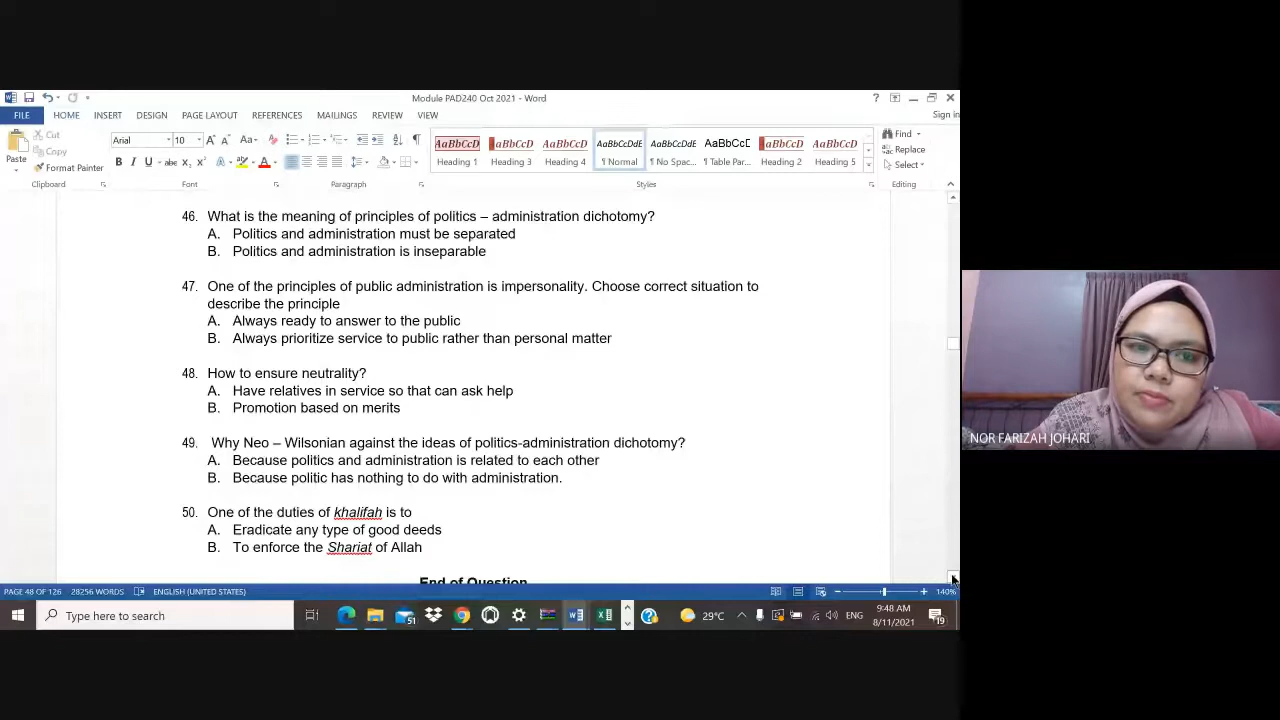 Module PAD240 Oct 2021 - Word
?
FILE HOME INSERT DESIGN PAGE LAYOUT REFERENCES MAILINGS REVIEW VIEW Sign in
Paste
Cut
Copy
Format Painter
Clipboard
Arial 10
Font
Paragraph
AaBbCcD AaBbCcD AaBbCcD AaBbCcDdE AaBbCcDdE AaBbCcC AaBbCcD AaBbCcD
Heading 1 Heading 3 Heading 4 ¶ Normal ¶ No Spac... ¶ Table Par... Heading 2 Heading 5
Styles
Find
Replace
Select
Editing
46. What is the meaning of principles of politics – administration dichotomy?
A. Politics and administration must be separated
B. Politics and administration is inseparable
47. One of the principles of public administration is impersonality. Choose correct situation to
describe the principle
A. Always ready to answer to the public
B. Always prioritize service to public rather than personal matter
48. How to ensure neutrality?
A. Have relatives in service so that can ask help
B. Promotion based on merits
49. Why Neo – Wilsonian against the ideas of politics-administration dichotomy?
A. Because politics and administration is related to each other
B. Because politic has nothing to do with administration.
50. One of the duties of khalifah is to
A. Eradicate any type of good deeds
B. To enforce the Shariat of Allah
End of Question
PAGE 48 OF 126 28256 WORDS ENGLISH (UNITED STATES) 140%
Type here to search
51
29°C
ENG
9:48 AM
8/11/2021
19
NOR FARIZAH JOHARI